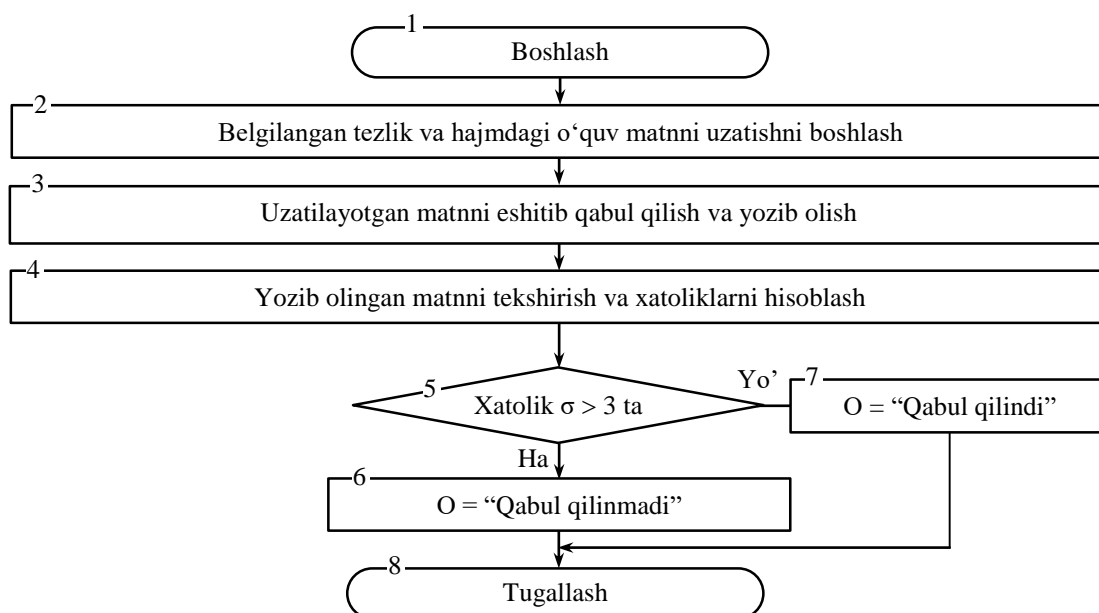 1
Boshlash
2
Belgilangan tezlik va hajmdagi o‘quv matnni uzatishni boshlash
3
Uzatilayotgan matnni eshitib qabul qilish va yozib olish
4
Yozib olingan matnni tekshirish va xatoliklarni hisoblash
5
Xatolik σ > 3 ta
Yo’
7
O = “Qabul qilindi”
Ha
6
O = “Qabul qilinmadi”
8
Tugallash